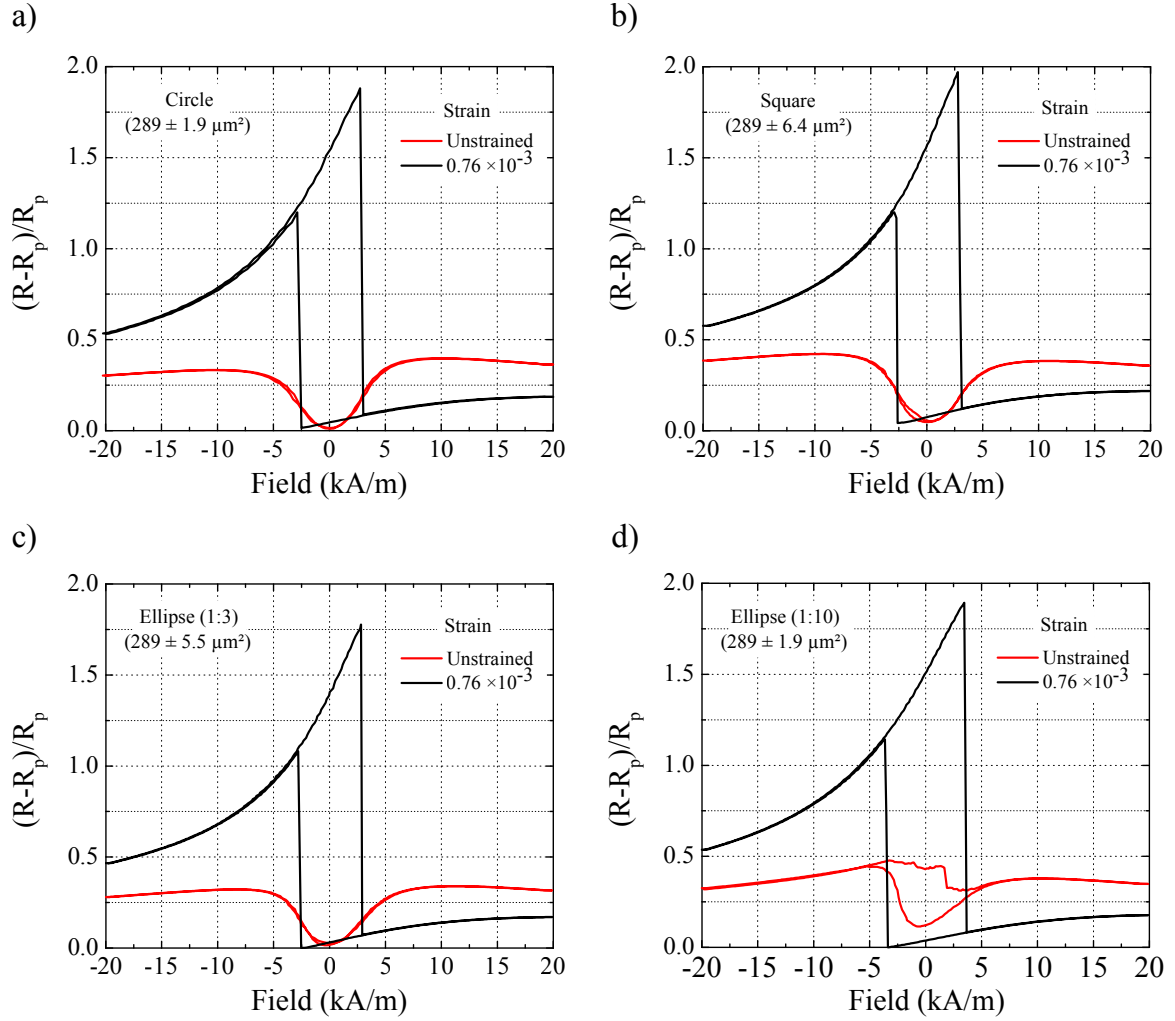 a)
2.0
1.5
1.0
0.5
0.0
(R-Rp)/Rp
Circle
(289 ± 1.9 µm²)
Strain
Unstrained
0.76 ×10⁻³
-20 -15 -10 -5 0 5 10 15 20
Field (kA/m)
b)
2.0
1.5
1.0
0.5
0.0
(R-Rp)/Rp
Square
(289 ± 6.4 µm²)
Strain
Unstrained
0.76 ×10⁻³
-20 -15 -10 -5 0 5 10 15 20
Field (kA/m)
c)
2.0
1.5
1.0
0.5
0.0
(R-Rp)/Rp
Ellipse (1:3)
(289 ± 5.5 µm²)
Strain
Unstrained
0.76 ×10⁻³
-20 -15 -10 -5 0 5 10 15 20
Field (kA/m)
d)
2.0
1.5
1.0
0.5
0.0
(R-Rp)/Rp
Ellipse (1:10)
(289 ± 1.9 µm²)
Strain
Unstrained
0.76 ×10⁻³
-20 -15 -10 -5 0 5 10 15 20
Field (kA/m)